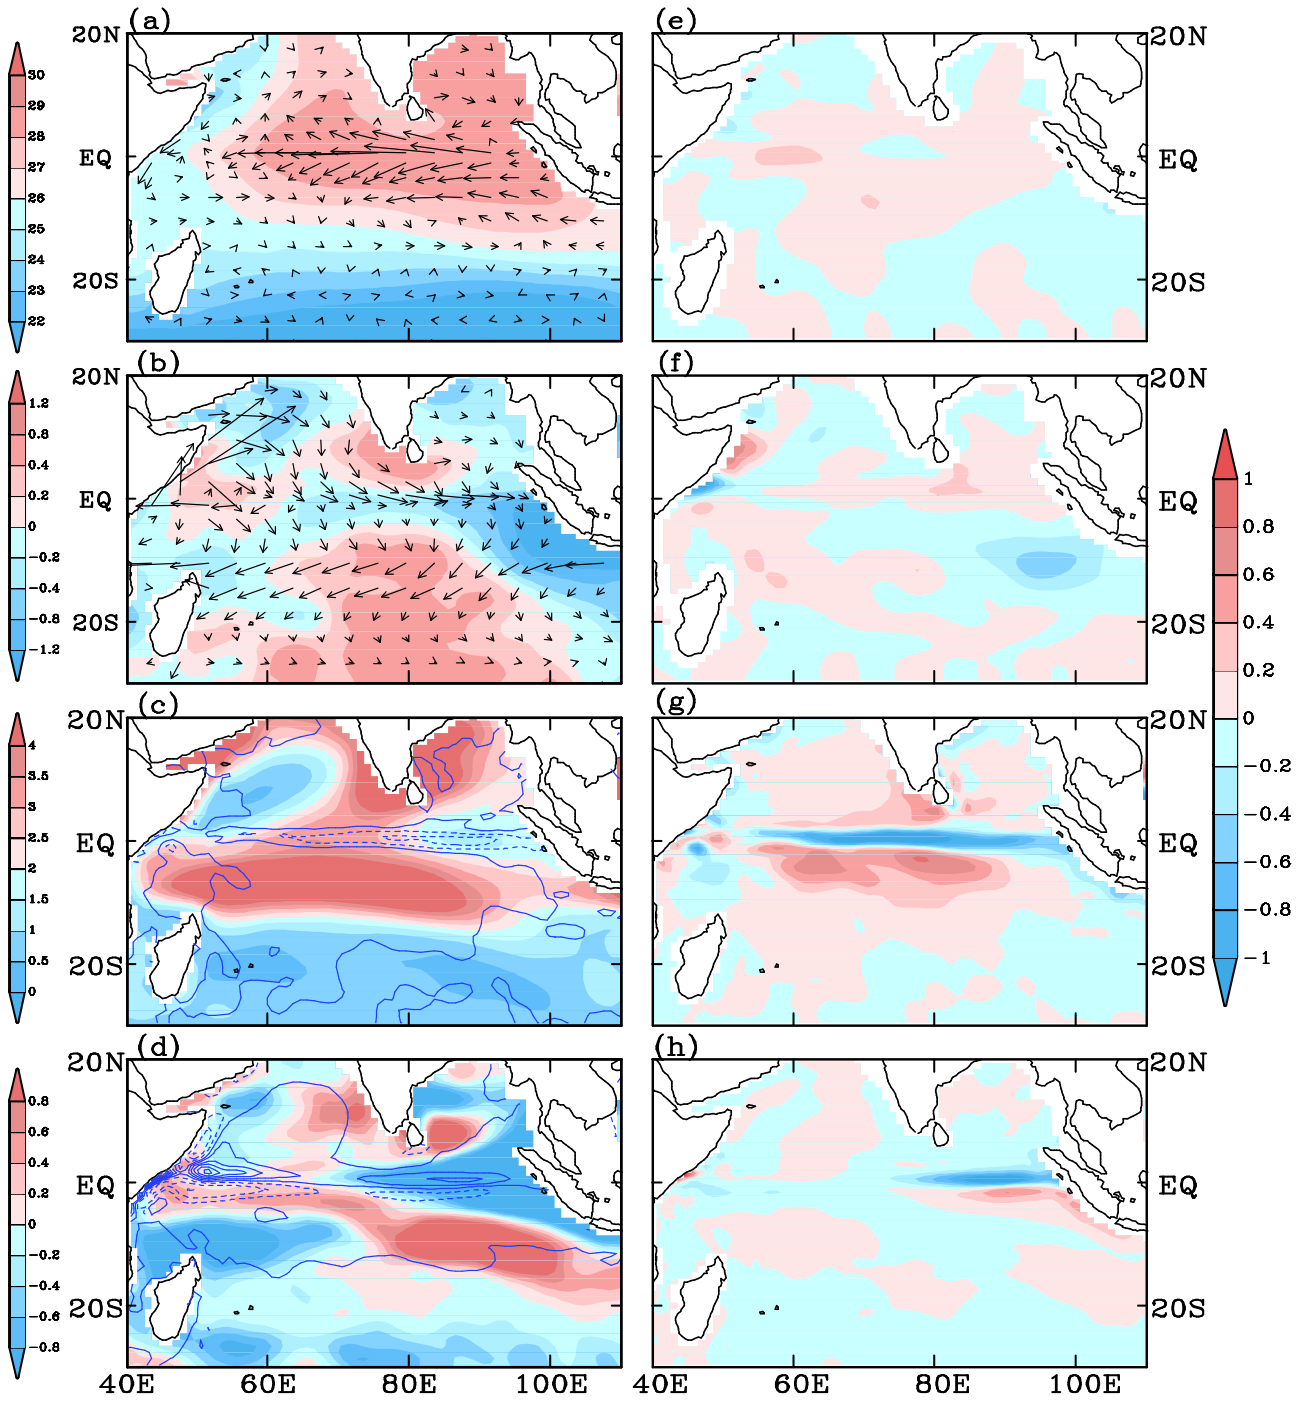 (a)
(e)
20N
EQ
20S
20N
EQ
20S
30
29
28
27
26
25
24
23
22
(b)
(f)
20N
EQ
20S
20N
EQ
20S
1.2
0.8
0.4
0.2
0
-0.2
-0.4
-0.8
-1.2
(c)
(g)
20N
EQ
20S
20N
EQ
20S
4
3.5
3
2.5
2
1.5
1
0.5
0
1
0.8
0.6
0.4
0.2
0
-0.2
-0.4
-0.6
-0.8
-1
(d)
(h)
20N
EQ
20S
20N
EQ
20S
0.8
0.6
0.4
0.2
0
-0.2
-0.4
-0.6
-0.8
40E 60E 80E 100E
40E 60E 80E 100E